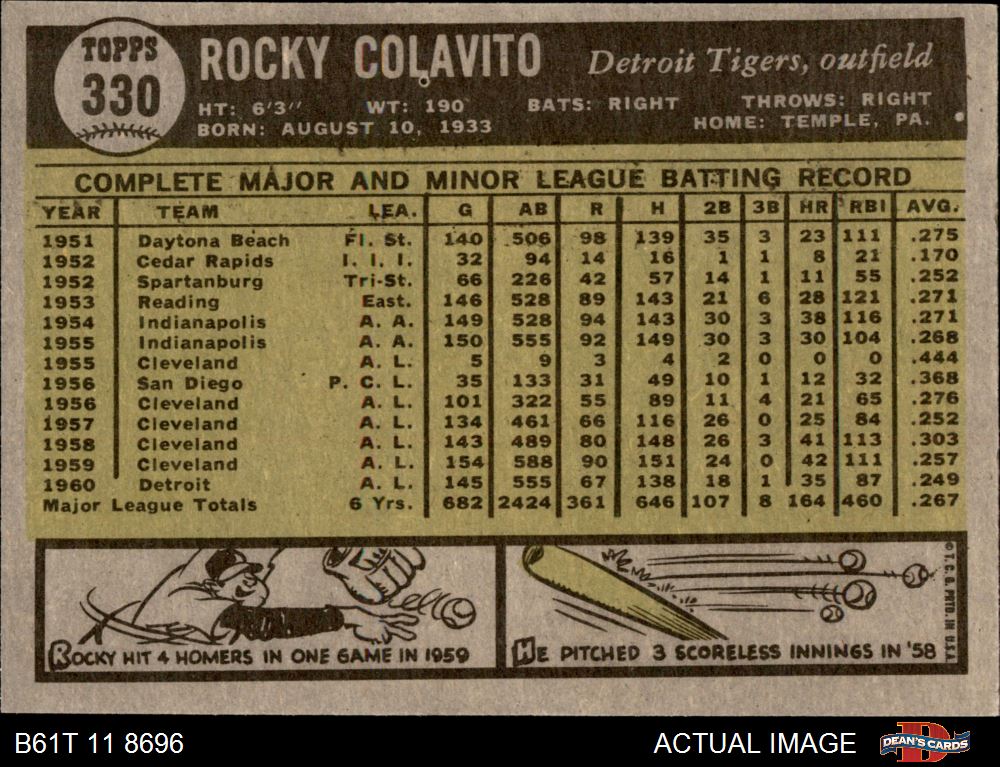 TOPPS
330
ROCKY COLAVITO Detroit Tigers, outfield
HT: 6'3" WT: 190 BATS: RIGHT THROWS: RIGHT
BORN: AUGUST 10, 1933 HOME: TEMPLE, PA.
COMPLETE MAJOR AND MINOR LEAGUE BATTING RECORD
YEAR TEAM LEA. G AB R H 2B 3B HR RBI AVG.
1951 Daytona Beach Fl. St. 140 506 98 139 35 3 23 111 .275
1952 Cedar Rapids I. I. I. 32 94 14 16 1 1 8 21 .170
1952 Spartanburg Tri-St. 66 226 42 57 14 1 11 55 .252
1953 Reading East. 146 528 89 143 21 6 28 121 .271
1954 Indianapolis A. A. 149 528 94 143 30 3 38 116 .271
1955 Indianapolis A. A. 150 555 92 149 30 3 30 104 .268
1955 Cleveland A. L. 5 9 3 4 2 0 0 0 .444
1956 San Diego P. C. L. 35 133 31 49 10 1 12 32 .368
1956 Cleveland A. L. 101 322 55 89 11 4 21 65 .276
1957 Cleveland A. L. 134 461 66 116 26 0 25 84 .252
1958 Cleveland A. L. 143 489 80 148 26 3 41 113 .303
1959 Cleveland A. L. 154 588 90 151 24 0 42 111 .257
1960 Detroit A. L. 145 555 67 138 18 1 35 87 .249
Major League Totals 6 Yrs. 682 2424 361 646 107 8 164 460 .267
ROCKY HIT 4 HOMERS IN ONE GAME IN 1959
HE PITCHED 3 SCORELESS INNINGS IN '58
© T. C. G. PRTD. IN U.S.A.
B61T 11 8696 ACTUAL IMAGE DEAN'S CARDS